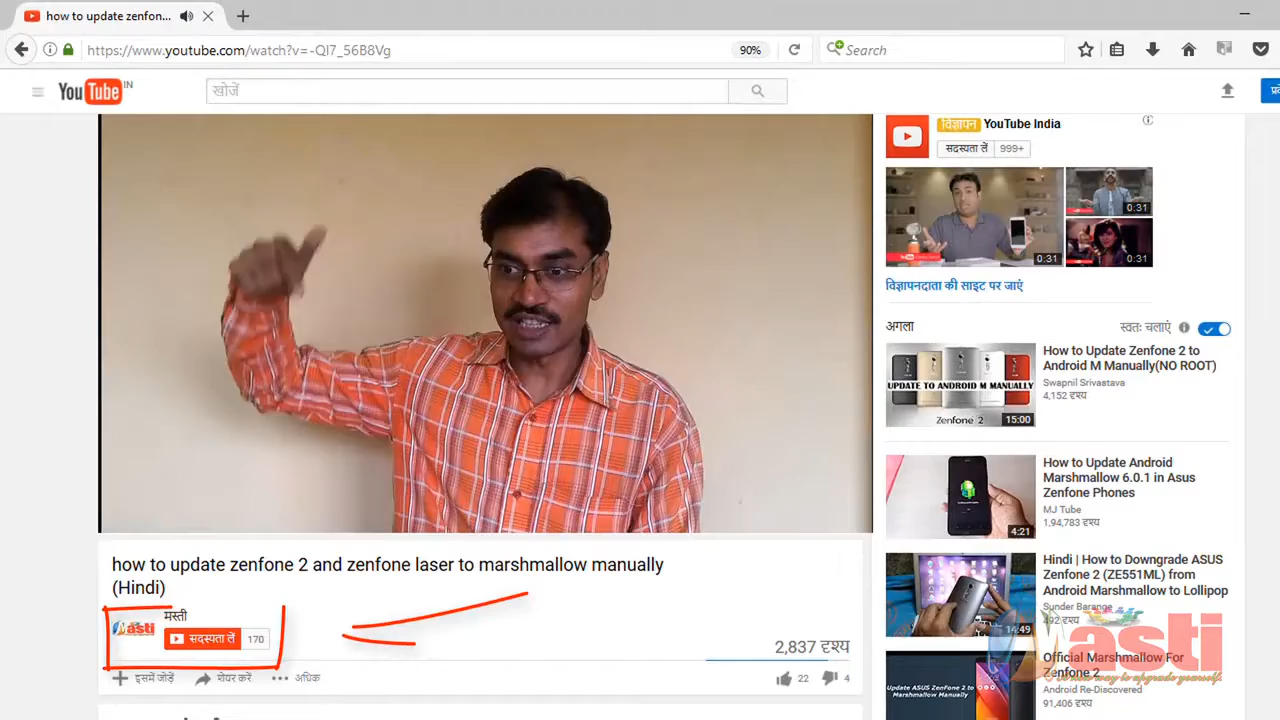 how to update zenfon...
https://www.youtube.com/watch?v=-QI7_56B8Vg
90%
Search
YouTube IN
खोजें
विज्ञापन YouTube India
सदस्यता लें 999+
0:31
0:31
0:31
विज्ञापनदाता की साइट पर जाएं
अगला
स्वतः चलाएं
UPDATE TO ANDROID M MANUALLY
Zenfone 2
15:00
How to Update Zenfone 2 to
Android M Manually(NO ROOT)
Swapnil Srivastava
4,152 दृश्य
4:21
How to Update Android
Marshmallow 6.0.1 in Asus
Zenfone Phones
MJ Tube
1,94,783 दृश्य
14:49
Hindi | How to Downgrade ASUS
Zenfone 2 (ZE551ML) from
Android Marshmallow to Lollipop
Sunder Barange
492 दृश्य
Update ASUS ZenFone 2 to
Marshmallow Manually
Official Marshmallow For
Zenfone 2
Android Re-Discovered
91,406 दृश्य
Masti
how to update zenfone 2 and zenfone laser to marshmallow manually
(Hindi)
Masti
मस्ती
सदस्यता लें 170
2,837 दृश्य
इसमें जोड़ें
शेयर करें
अधिक
22
4